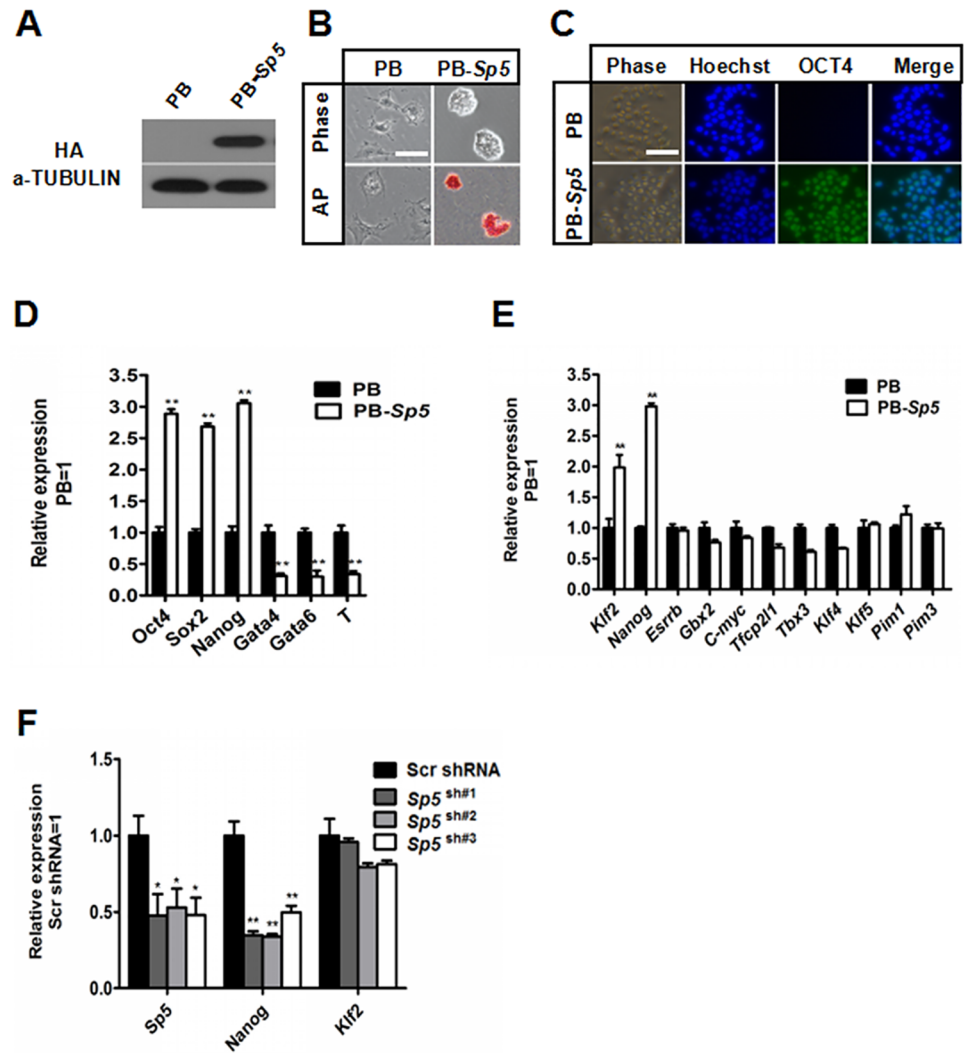 A
PB
PB-Sp5
HA
a-TUBULIN
B
PB PB-Sp5
Phase
AP
C
Phase Hoechst OCT4 Merge
PB
PB-Sp5
D
Relative expression
PB=1
3.5
3.0
2.5
2.0
1.5
1.0
0.5
0.0
** ** ** ** ** **
PB
PB-Sp5
Oct4 Sox2 Nanog Gata4 Gata6 T
E
Relative expression
PB=1
3.5
3.0
2.5
2.0
1.5
1.0
0.5
0.0
** **
PB
PB-Sp5
Klf2 Nanog Esrrb Gbx2 C-myc Tfcp2l1 Tbx3 Klf4 Klf5 Pim1 Pim3
F
Relative expression
Scr shRNA=1
1.5
1.0
0.5
0.0
* * * ** ** **
Scr shRNA
Sp5 sh#1
Sp5 sh#2
Sp5 sh#3
Sp5 Nanog Klf2